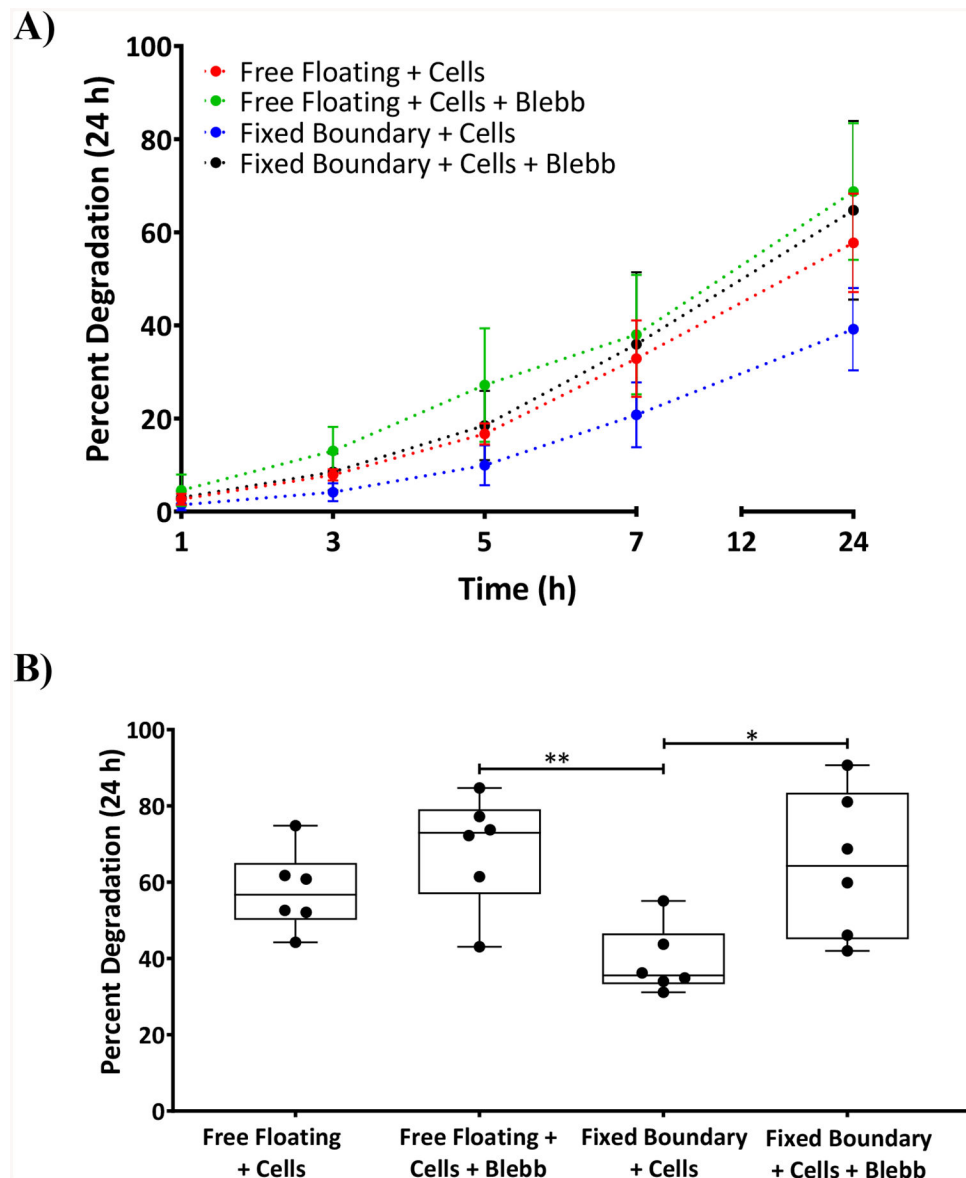 A)
Percent Degradation (24 h)
100
80
60
40
20
0
Free Floating + Cells
Free Floating + Cells + Blebb
Fixed Boundary + Cells
Fixed Boundary + Cells + Blebb
1 3 5 7 12 24
Time (h)
B)
Percent Degradation (24 h)
100
80
60
40
20
0
**
*
Free Floating
+ Cells
Free Floating +
Cells + Blebb
Fixed Boundary
+ Cells
Fixed Boundary
+ Cells + Blebb